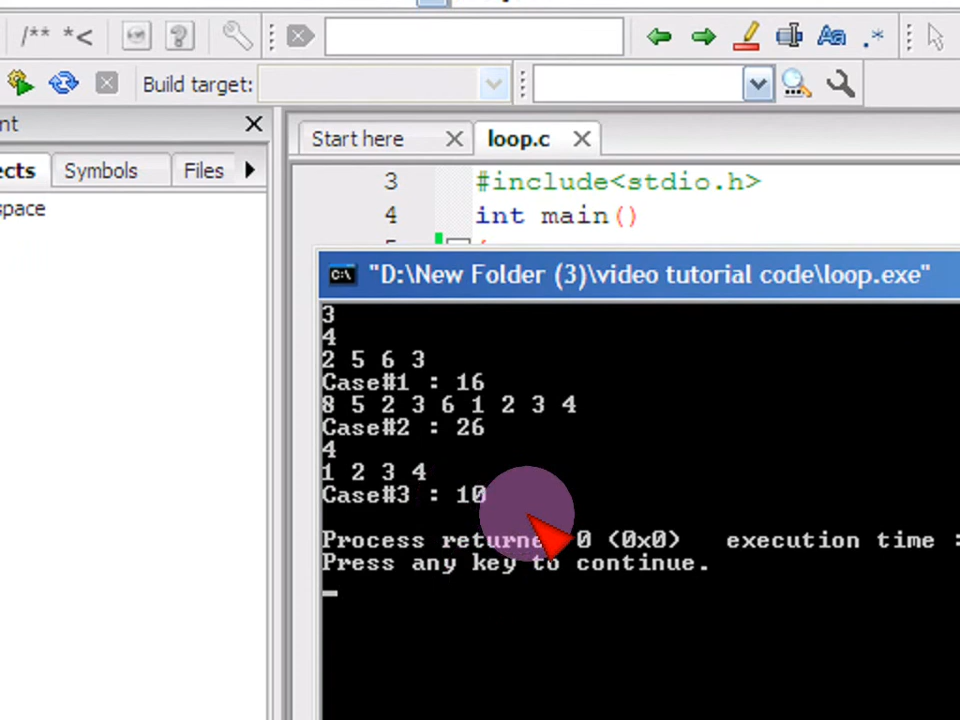 /** *<
Aa .*
Build target:
nt
ects Symbols Files
space
Start here loop.c
3 #include<stdio.h>
4 int main()
"D:\New Folder (3)\video tutorial code\loop.exe"
3
4
2 5 6 3
Case#1 : 16
8 5 2 3 6 1 2 3 4
Case#2 : 26
4
1 2 3 4
Case#3 : 10
Process returned 0 (0x0) execution time :
Press any key to continue.